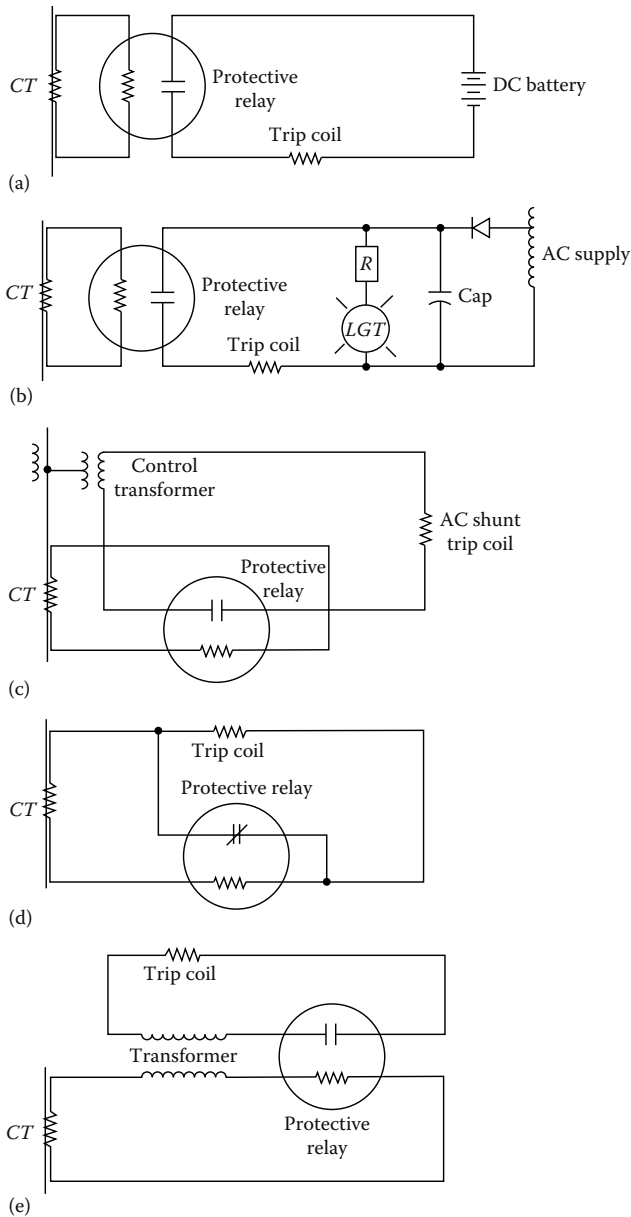 CT
Protective
relay
DC battery
Trip coil
(a)
CT
Protective
relay
Trip coil
R
LGT
Cap
AC supply
(b)
Control
transformer
AC shunt
trip coil
CT
Protective
relay
(c)
Trip coil
CT
Protective relay
(d)
Trip coil
Transformer
CT
Protective
relay
(e)